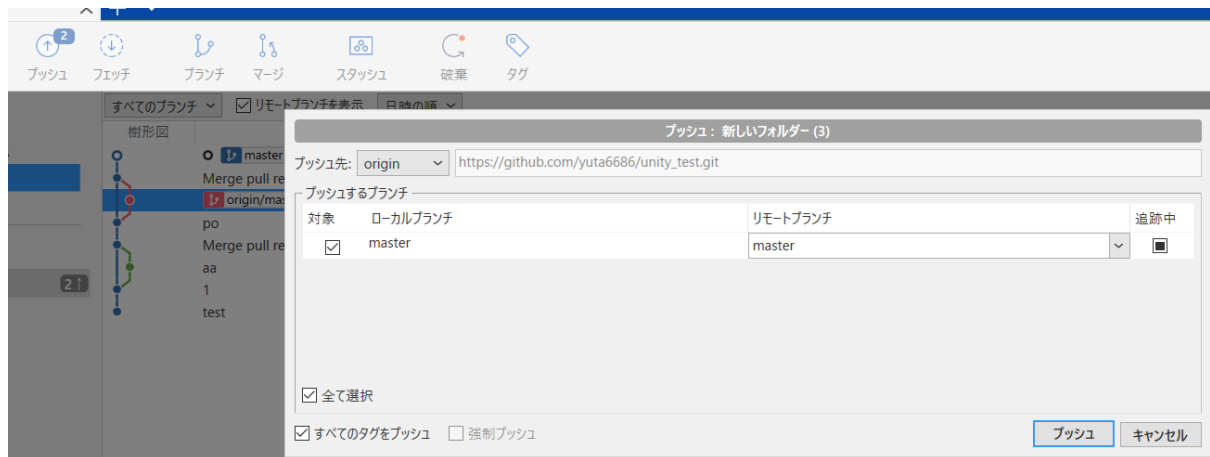 2
プッシュ フェッチ ブランチ マージ スタッシュ 破棄 タグ
すべてのブランチ リモートブランチを表示 日時の順
樹形図
プッシュ : 新しいフォルダー (3)
master
プッシュ先: origin https://github.com/yuta6686/unity_test.git
Merge pull re
プッシュするブランチ
origin/mas
対象 ローカルブランチ リモートブランチ 追跡中
po
master master
Merge pull re
aa
2↑
1
test
全て選択
すべてのタグをプッシュ 強制プッシュ プッシュ キャンセル